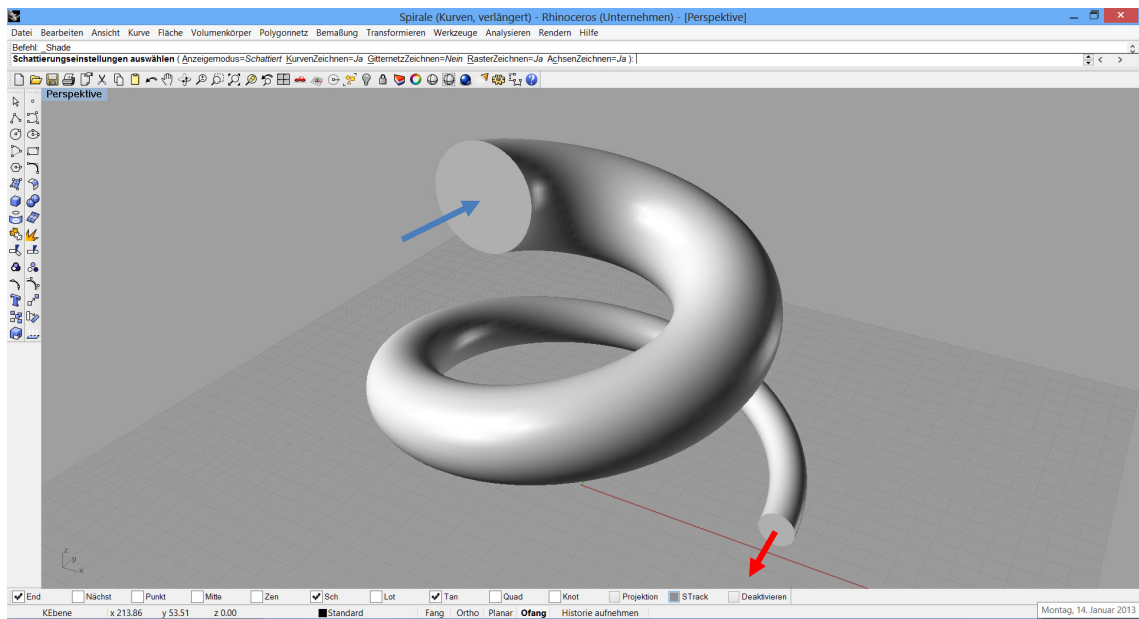 Spirale (Kurven, verlängert) - Rhinoceros (Unternehmen) - [Perspektive]
Datei Bearbeiten Ansicht Kurve Fläche Volumenkörper Polygonnetz Bemaßung Transformieren Werkzeuge Analysieren Rendern Hilfe
Befehl: _Shade
Schattierungseinstellungen auswählen ( Anzeigemodus=Schattiert KurvenZeichnen=Ja GitternetzZeichnen=Nein RasterZeichnen=Ja AchsenZeichnen=Ja ):
Perspektive
z
y
x
End Nächst Punkt Mitte Zen Sch Lot Tan Quad Knot Projektion STrack Deaktivieren
KEbene x 213.86 y 53.51 z 0.00 Standard Fang Ortho Planar Ofang Historie aufnehmen
Montag, 14. Januar 2013